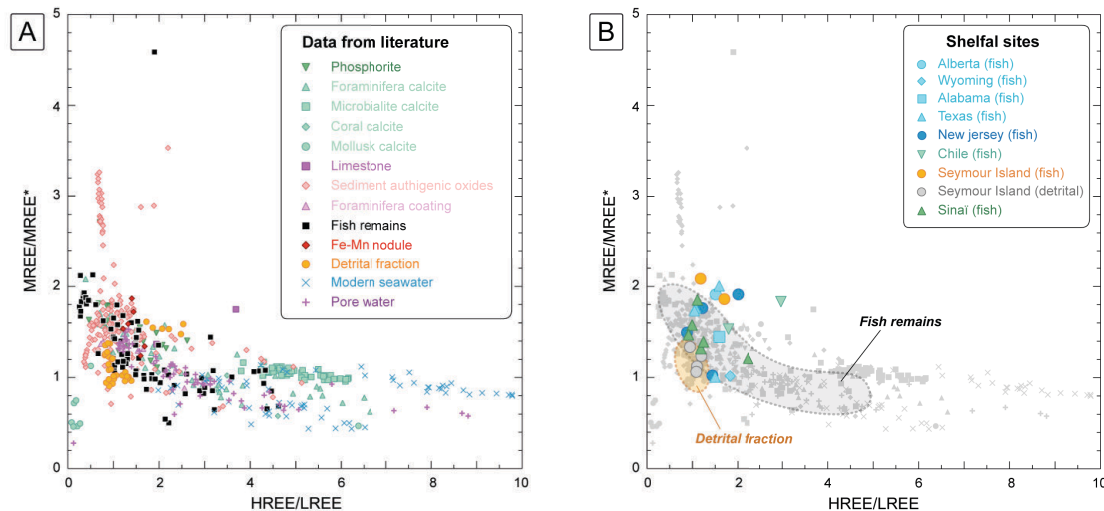 A
Data from literature
Phosphorite
Foraminifera calcite
Microbialite calcite
Coral calcite
Mollusk calcite
Limestone
Sediment authigenic oxides
Foraminifera coating
Fish remains
Fe-Mn nodule
Detrital fraction
Modern seawater
Pore water
MREE/MREE*
5
4
3
2
1
0
0
2
4
6
8
10
HREE/LREE
B
Shelfal sites
Alberta (fish)
Wyoming (fish)
Alabama (fish)
Texas (fish)
New jersey (fish)
Chile (fish)
Seymour Island (fish)
Seymour Island (detrital)
Sinaï (fish)
Fish remains
Detrital fraction
MREE/MREE*
5
4
3
2
1
0
0
2
4
6
8
10
HREE/LREE